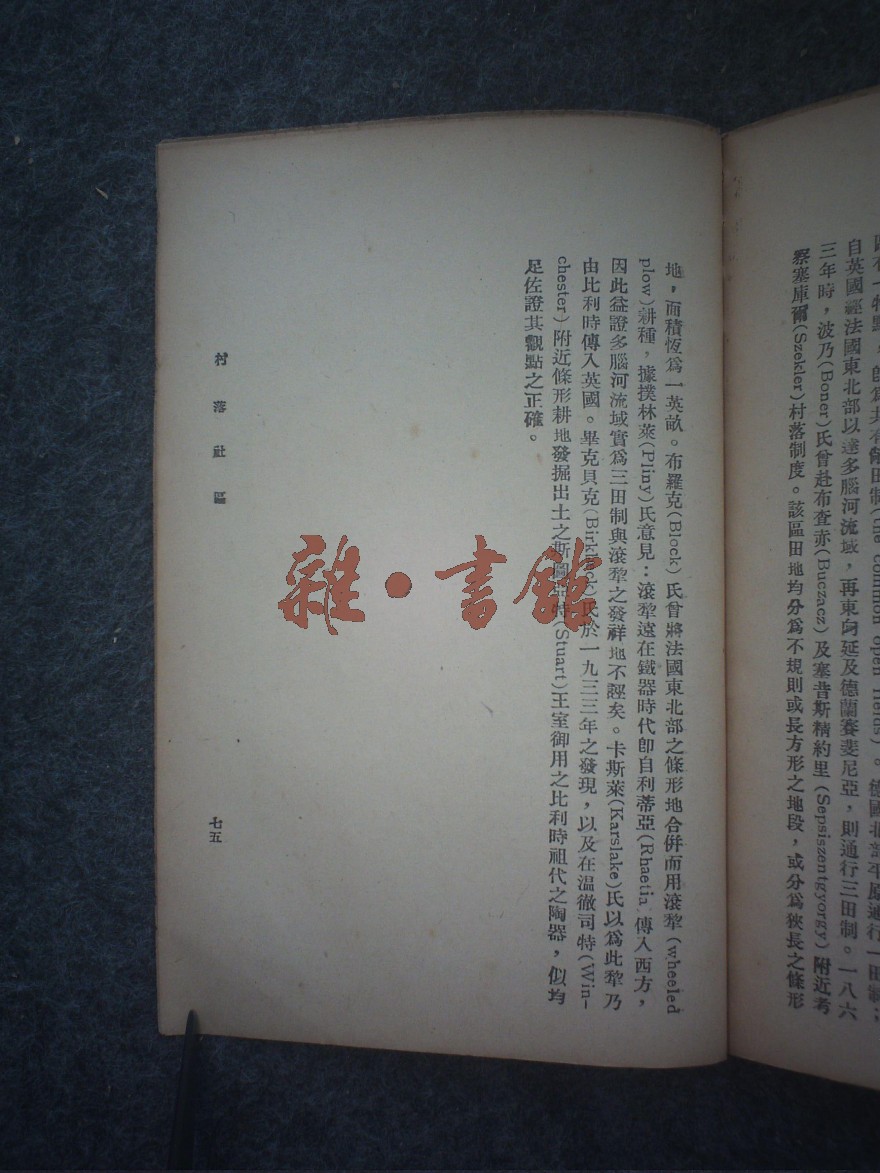 自英國經法國東北部以達多腦河流域，再東向延及德蘭賽斐尼亞，則通行三田制。一八六
三年時，波乃(Boner)氏曾赴布查赤(Buczacz)及塞昔斯精約里(Sepsiszentgyorgy)附近考
察塞庫爾(Szekler)村落制度。該區田地均分爲不規則或長方形之地段，或分爲狹長之條形
地，而積恆爲一英畝。布羅克(Block)氏曾將法國東北部之條形地合併而用滾犂(wheeled
plow)耕種，據撲林萊(Pliny)氏意見：滾犂遠在鐵器時代卽自利蒂亞(Rhaetia)傳入西方，
因此益證多腦河流域實爲三田制與滾犂之發祥地不誣矣。卡斯萊(Karslake)氏以爲此犂乃
由比利時傳入英國。畢克貝克(Birkbeck)氏於一九三三年之發現，以及在溫徹司特(Win-
chester)附近條形耕地發掘出土之斯圖特(Stuart)王室御用之比利時祖代之陶器，似均
足佐證其觀點之正確。
村落社區
七五
雜·書館